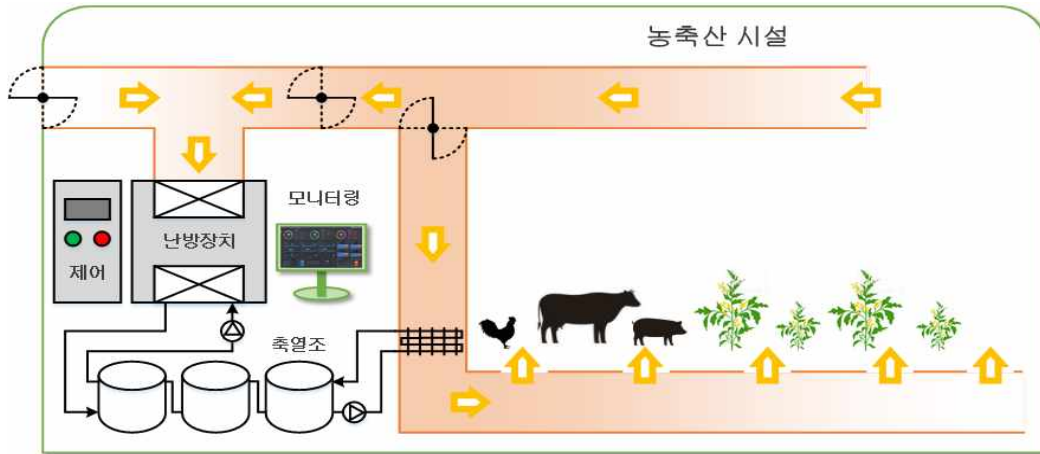 농축산 시설
모니터링
난방장치
제어
축열조